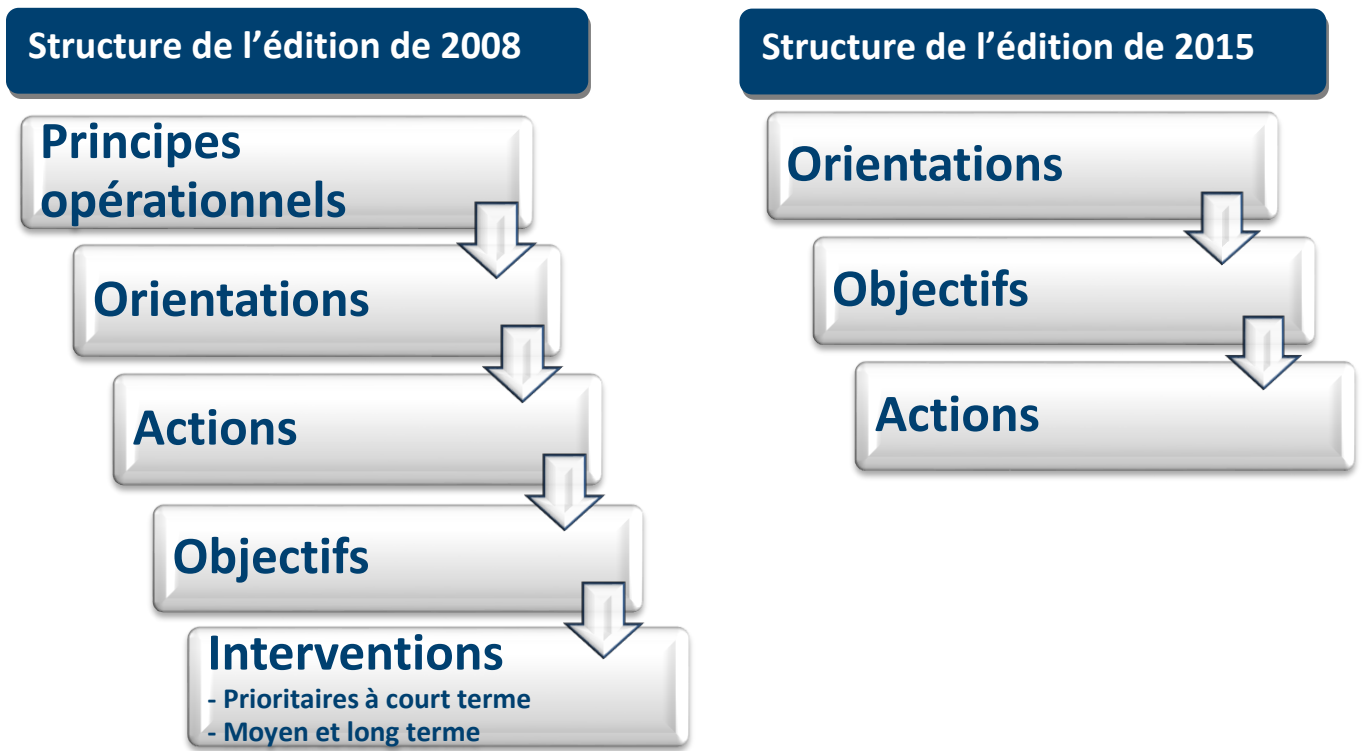 Structure de l’édition de 2008
Principes
opérationnels
Orientations
Actions
Objectifs
Interventions
- Prioritaires à court terme
- Moyen et long terme
Structure de l’édition de 2015
Orientations
Objectifs
Actions